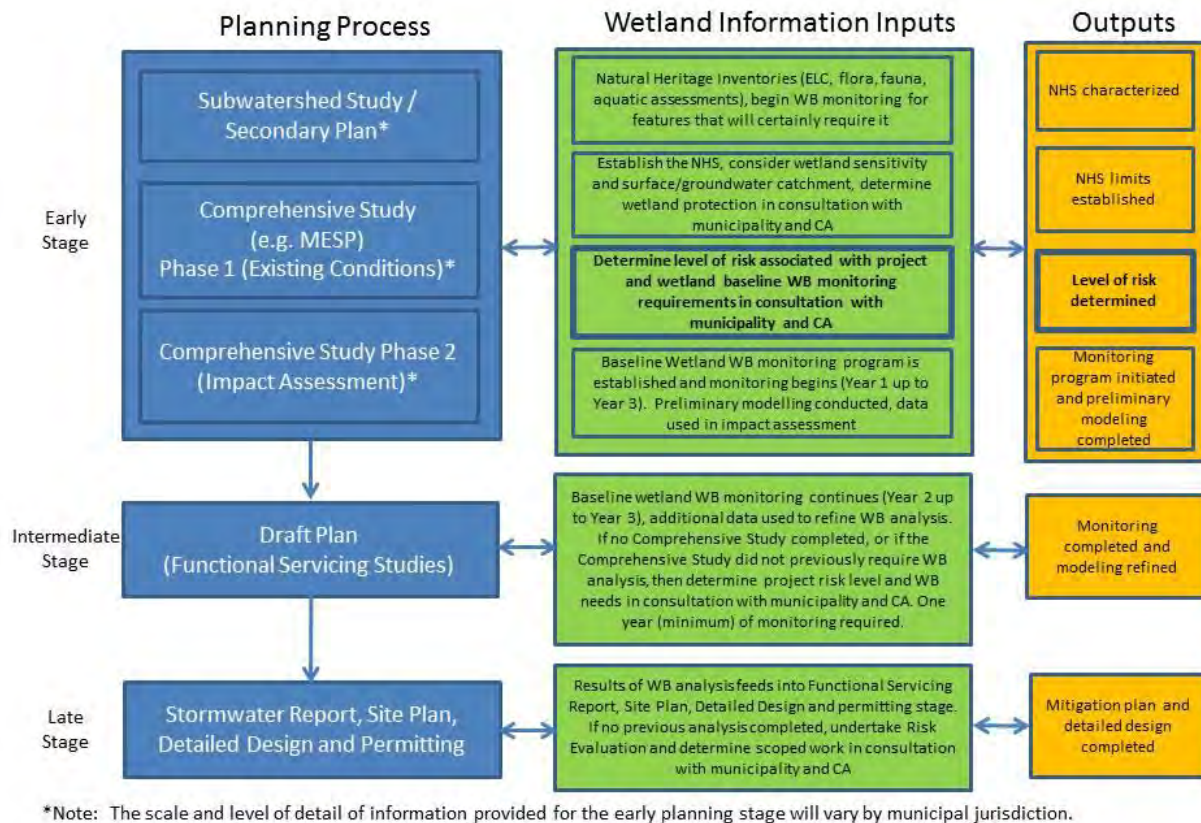 Planning Process
Wetland Information Inputs
Outputs
Early
Stage
Subwatershed Study /
Secondary Plan*
Comprehensive Study
(e.g. MESP)
Phase 1 (Existing Conditions)*
Comprehensive Study Phase 2
(Impact Assessment)*
Natural Heritage Inventories (ELC, flora, fauna,
aquatic assessments), begin WB monitoring for
features that will certainly require it
Establish the NHS, consider wetland sensitivity
and surface/groundwater catchment, determine
wetland protection in consultation with
municipality and CA
Determine level of risk associated with project
and wetland baseline WB monitoring
requirements in consultation with
municipality and CA
Baseline Wetland WB monitoring program is
established and monitoring begins (Year 1 up to
Year 3). Preliminary modelling conducted, data
used in impact assessment
NHS characterized
NHS limits
established
Level of risk
determined
Monitoring
program initiated
and preliminary
modeling
completed
Intermediate
Stage
Draft Plan
(Functional Servicing Studies)
Baseline wetland WB monitoring continues (Year 2 up
to Year 3), additional data used to refine WB analysis.
If no Comprehensive Study completed, or if the
Comprehensive Study did not previously require WB
analysis, then determine project risk level and WB
needs in consultation with municipality and CA. One
year (minimum) of monitoring required.
Monitoring
completed and
modeling refined
Late
Stage
Stormwater Report, Site Plan,
Detailed Design and Permitting
Results of WB analysis feeds into Functional Servicing
Report, Site Plan, Detailed Design and permitting stage.
If no previous analysis completed, undertake Risk
Evaluation and determine scoped work in consultation
with municipality and CA
Mitigation plan and
detailed design
completed
*Note: The scale and level of detail of information provided for the early planning stage will vary by municipal jurisdiction.